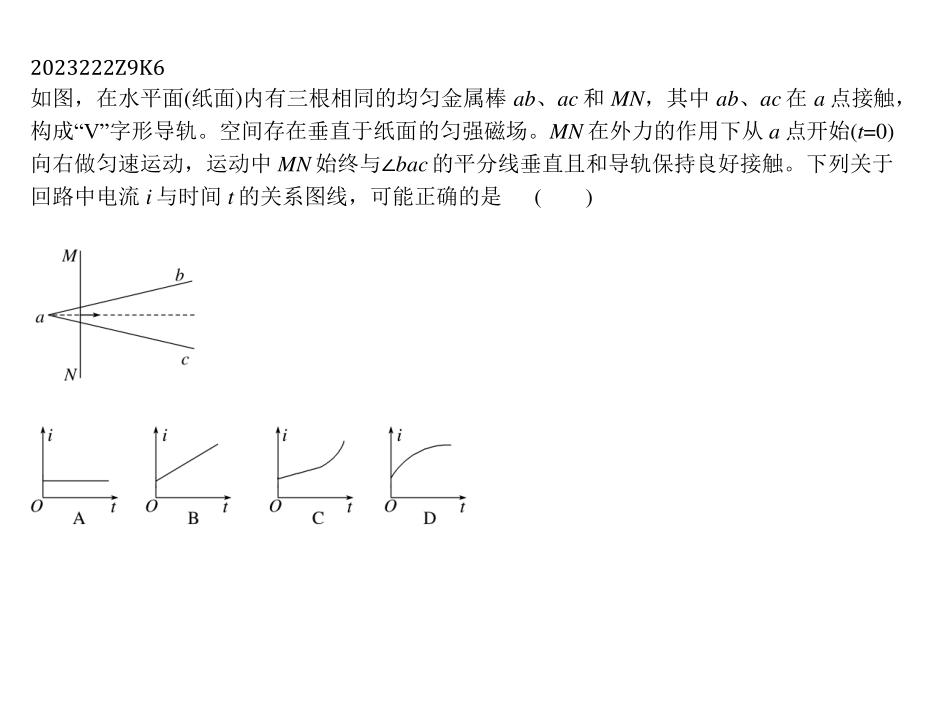 2023222Z9K6
如图，在水平面(纸面)内有三根相同的均匀金属棒 ab、ac 和 MN，其中 ab、ac 在 a 点接触，
构成“V”字形导轨。空间存在垂直于纸面的匀强磁场。MN 在外力的作用下从 a 点开始(t=0)
向右做匀速运动，运动中 MN 始终与∠bac 的平分线垂直且和导轨保持良好接触。下列关于
回路中电流 i 与时间 t 的关系图线，可能正确的是 (  )
M
b
a
c
N
i i i i
O t O t O t O t
A B C D